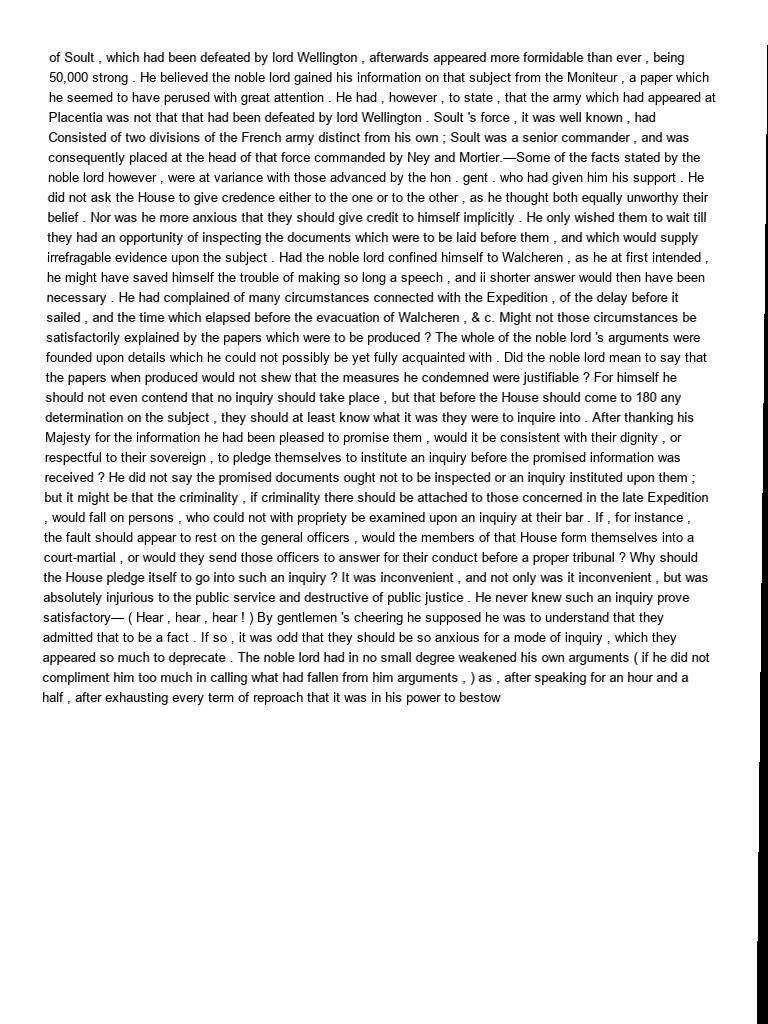 of Soult , which had been defeated by lord Wellington , afterwards appeared more formidable than ever , being
50,000 strong . He believed the noble lord gained his information on that subject from the Moniteur , a paper which
he seemed to have perused with great attention . He had , however , to state , that the army which had appeared at
Placentia was not that that had been defeated by lord Wellington . Soult 's force , it was well known , had
Consisted of two divisions of the French army distinct from his own ; Soult was a senior commander , and was
consequently placed at the head of that force commanded by Ney and Mortier.—Some of the facts stated by the
noble lord however , were at variance with those advanced by the hon . gent . who had given him his support . He
did not ask the House to give credence either to the one or to the other , as he thought both equally unworthy their
belief . Nor was he more anxious that they should give credit to himself implicitly . He only wished them to wait till
they had an opportunity of inspecting the documents which were to be laid before them , and which would supply
irrefragable evidence upon the subject . Had the noble lord confined himself to Walcheren , as he at first intended ,
he might have saved himself the trouble of making so long a speech , and ii shorter answer would then have been
necessary . He had complained of many circumstances connected with the Expedition , of the delay before it
sailed , and the time which elapsed before the evacuation of Walcheren , & c. Might not those circumstances be
satisfactorily explained by the papers which were to be produced ? The whole of the noble lord 's arguments were
founded upon details which he could not possibly be yet fully acquainted with . Did the noble lord mean to say that
the papers when produced would not shew that the measures he condemned were justifiable ? For himself he
should not even contend that no inquiry should take place , but that before the House should come to 180 any
determination on the subject , they should at least know what it was they were to inquire into . After thanking his
Majesty for the information he had been pleased to promise them , would it be consistent with their dignity , or
respectful to their sovereign , to pledge themselves to institute an inquiry before the promised information was
received ? He did not say the promised documents ought not to be inspected or an inquiry instituted upon them ;
but it might be that the criminality , if criminality there should be attached to those concerned in the late Expedition
, would fall on persons , who could not with propriety be examined upon an inquiry at their bar . If , for instance ,
the fault should appear to rest on the general officers , would the members of that House form themselves into a
court-martial , or would they send those officers to answer for their conduct before a proper tribunal ? Why should
the House pledge itself to go into such an inquiry ? It was inconvenient , and not only was it inconvenient , but was
absolutely injurious to the public service and destructive of public justice . He never knew such an inquiry prove
satisfactory— ( Hear , hear , hear ! ) By gentlemen 's cheering he supposed he was to understand that they
admitted that to be a fact . If so , it was odd that they should be so anxious for a mode of inquiry , which they
appeared so much to deprecate . The noble lord had in no small degree weakened his own arguments ( if he did not
compliment him too much in calling what had fallen from him arguments , ) as , after speaking for an hour and a
half , after exhausting every term of reproach that it was in his power to bestow